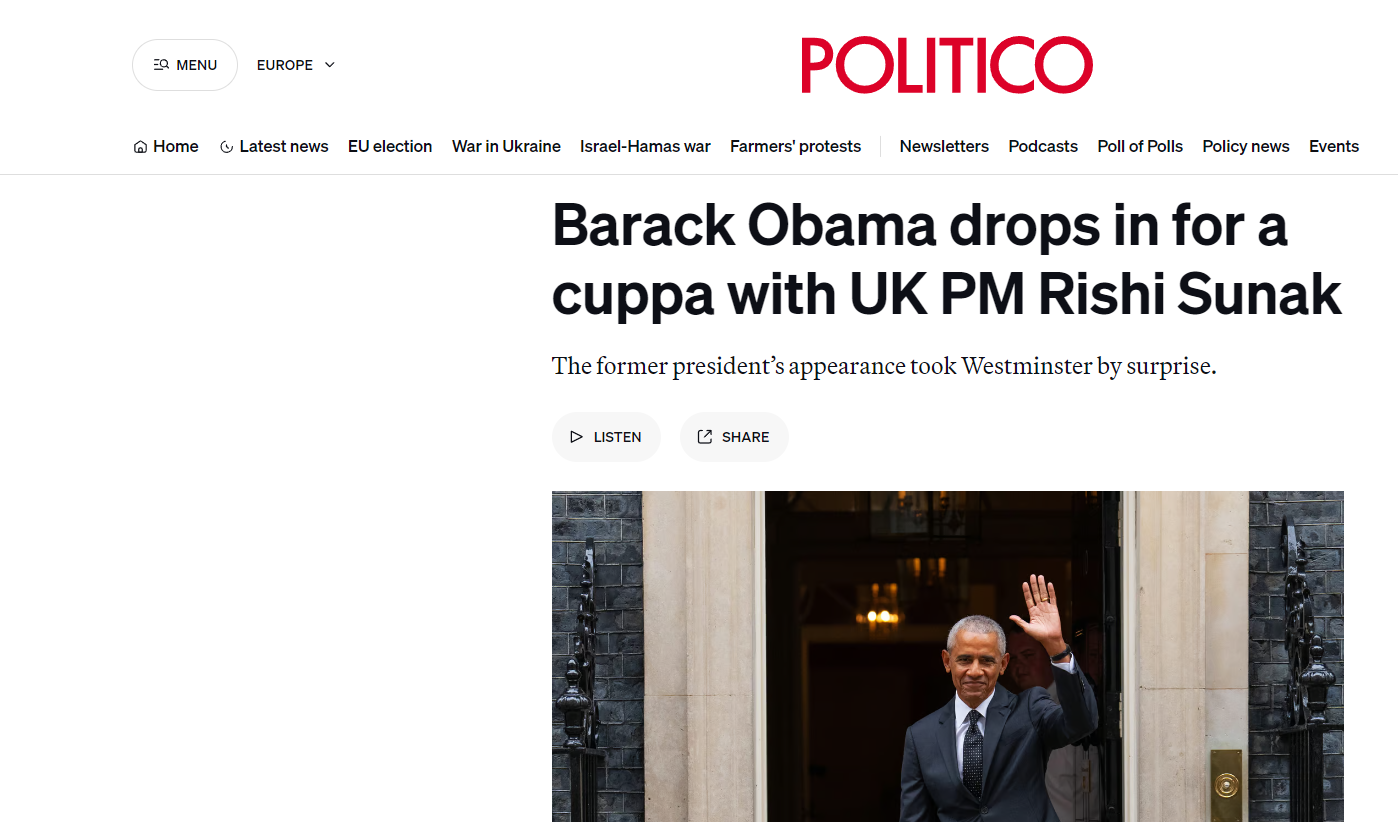 MENU
EUROPE
POLITICO
Home Latest news EU election War in Ukraine Israel-Hamas war Farmers' protests Newsletters Podcasts Poll of Polls Policy news Events
Barack Obama drops in for a
cuppa with UK PM Rishi Sunak
The former president’s appearance took Westminster by surprise.
LISTEN
SHARE